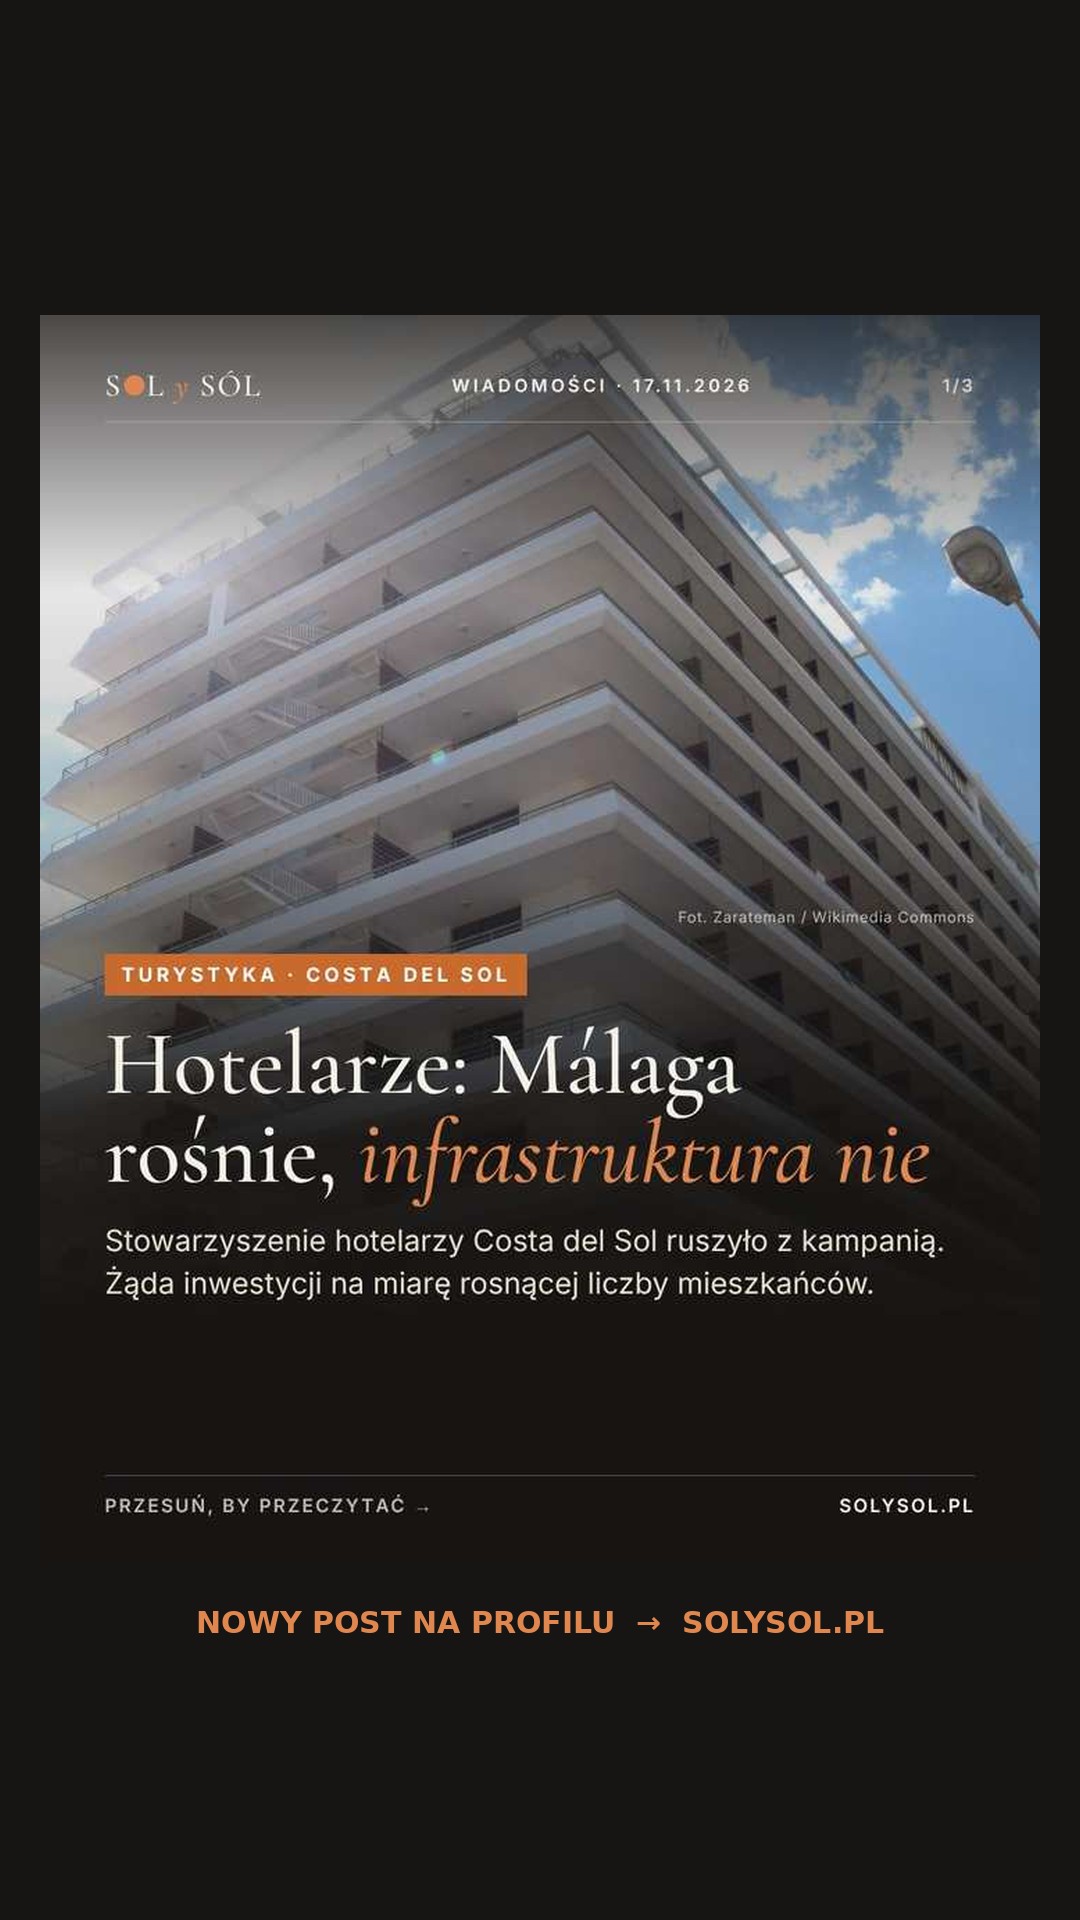 SOL y SÓL
WIADOMOŚCI · 17.11.2026
1/3
Fot. Zarateman / Wikimedia Commons
TURYSTYKA · COSTA DEL SOL
Hotelarze: Málaga
rośnie, infrastruktura nie
Stowarzyszenie hotelarzy Costa del Sol ruszyło z kampanią.
Żąda inwestycji na miarę rosnącej liczby mieszkańców.
PRZESUŃ, BY PRZECZYTAĆ →
SOLYSOL.PL
NOWY POST NA PROFILU → SOLYSOL.PL